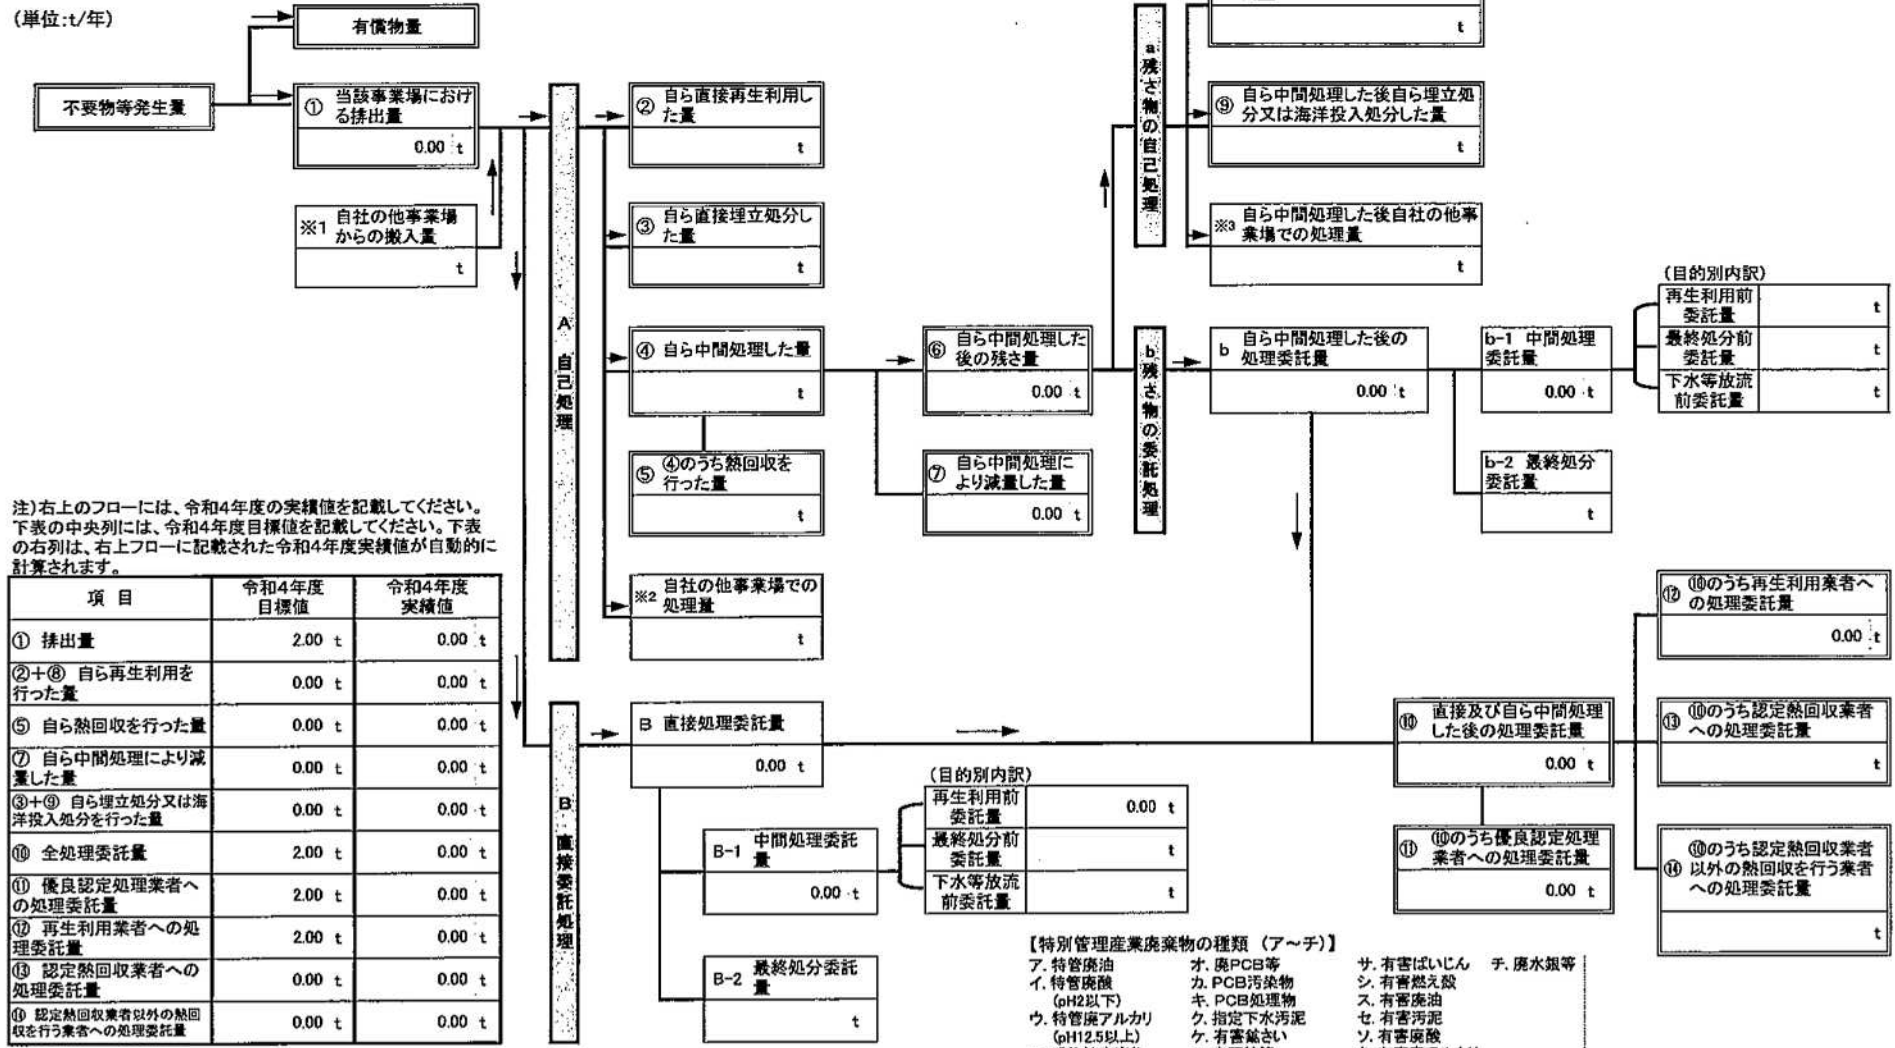 (単位:t/年)
有償物量
不要物等発生量
① 当該事業場におけ
る排出量
0.00 t
※1 自社の他事業場
からの搬入量
t
A 自己処理
② 自ら直接再生利用し
た量
t
③ 自ら直接埋立処分し
た量
t
④ 自ら中間処理した量
t
⑤ ④のうち熱回収を
行った量
t
※2 自社の他事業場での
処理量
t
⑥ 自ら中間処理した
後の残さ量
0.00 t
⑦ 自ら中間処理に
より減量した量
0.00 t
a 残さ物の自己処理
t
⑨ 自ら中間処理した後自ら埋立処
分又は海洋投入処分した量
t
※3 自ら中間処理した後自社の他事
業場での処理量
t
b 残さ物の委託処理
b 自ら中間処理した後の
処理委託量
0.00 t
b-1 中間処理
委託量
0.00 t
(目的別内訳)
再生利用前
委託量
t
最終処分前
委託量
t
下水等放流
前委託量
t
b-2 最終処分
委託量
t
注)右上のフローには、令和4年度の実績値を記載してください。
下表の中央列には、令和4年度目標値を記載してください。下表
の右列は、右上フローに記載された令和4年度実績値が自動的に
計算されます。
項 目 令和4年度 目標値 令和4年度 実績値
① 排出量 2.00 t 0.00 t
②+⑧ 自ら再生利用を
行った量 0.00 t 0.00 t
⑤ 自ら熱回収を行った量 0.00 t 0.00 t
⑦ 自ら中間処理により減
量した量 0.00 t 0.00 t
③+⑨ 自ら埋立処分又は海
洋投入処分を行った量 0.00 t 0.00 t
⑩ 全処理委託量 2.00 t 0.00 t
⑪ 優良認定処理業者へ
の処理委託量 2.00 t 0.00 t
⑫ 再生利用業者への処
理委託量 2.00 t 0.00 t
⑬ 認定熱回収業者への
処理委託量 0.00 t 0.00 t
⑭ 認定熱回収業者以外の熱回
収を行う業者への処理委託量 0.00 t 0.00 t
B 直接委託処理
B 直接処理委託量
0.00 t
B-1 中間処理委託
量
0.00 t
(目的別内訳)
再生利用前
委託量
0.00 t
最終処分前
委託量
t
下水等放流
前委託量
t
B-2 最終処分委託
量
t
⑩ 直接及び自ら中間処理
した後の処理委託量
0.00 t
⑪ ⑩のうち優良認定処理
業者への処理委託量
0.00 t
⑫ ⑩のうち再生利用業者へ
の処理委託量
0.00 t
⑬ ⑩のうち認定熱回収業者
への処理委託量
t
⑭ ⑩のうち認定熱回収業者
以外の熱回収を行う業者
への処理委託量
t
【特別管理産業廃棄物の種類 (ア~チ)】
ア. 特管廃油 オ. 廃PCB等 サ. 有害ばいじん チ. 廃水銀等
イ. 特管廃酸 カ. PCB汚染物 シ. 有害燃え殻
(pH2以下) キ. PCB処理物 ス. 有害廃油
ウ. 特管廃アルカリ ク. 指定下水汚泥 セ. 有害汚泥
(pH12.5以上) ケ. 有害鉱さい ソ. 有害廃酸